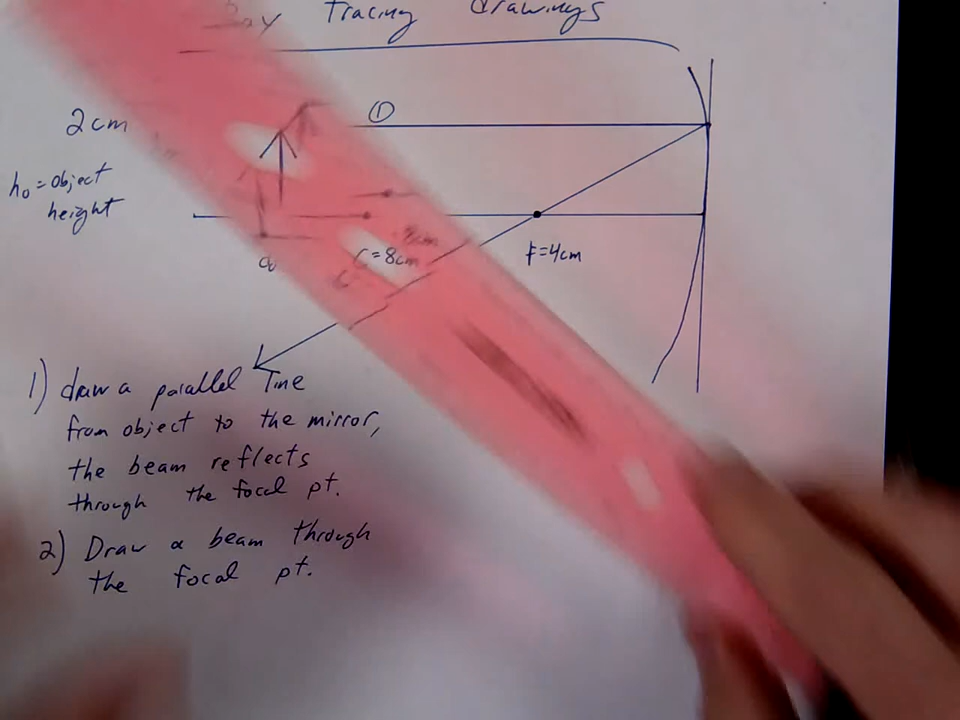 Ray Tracing drawings
①
2cm
h₀ = object
height
C = 8cm
F = 4cm
1) draw a parallel line
from object to the mirror,
the beam reflects
through the focal pt.
2) Draw a beam through
the focal pt.